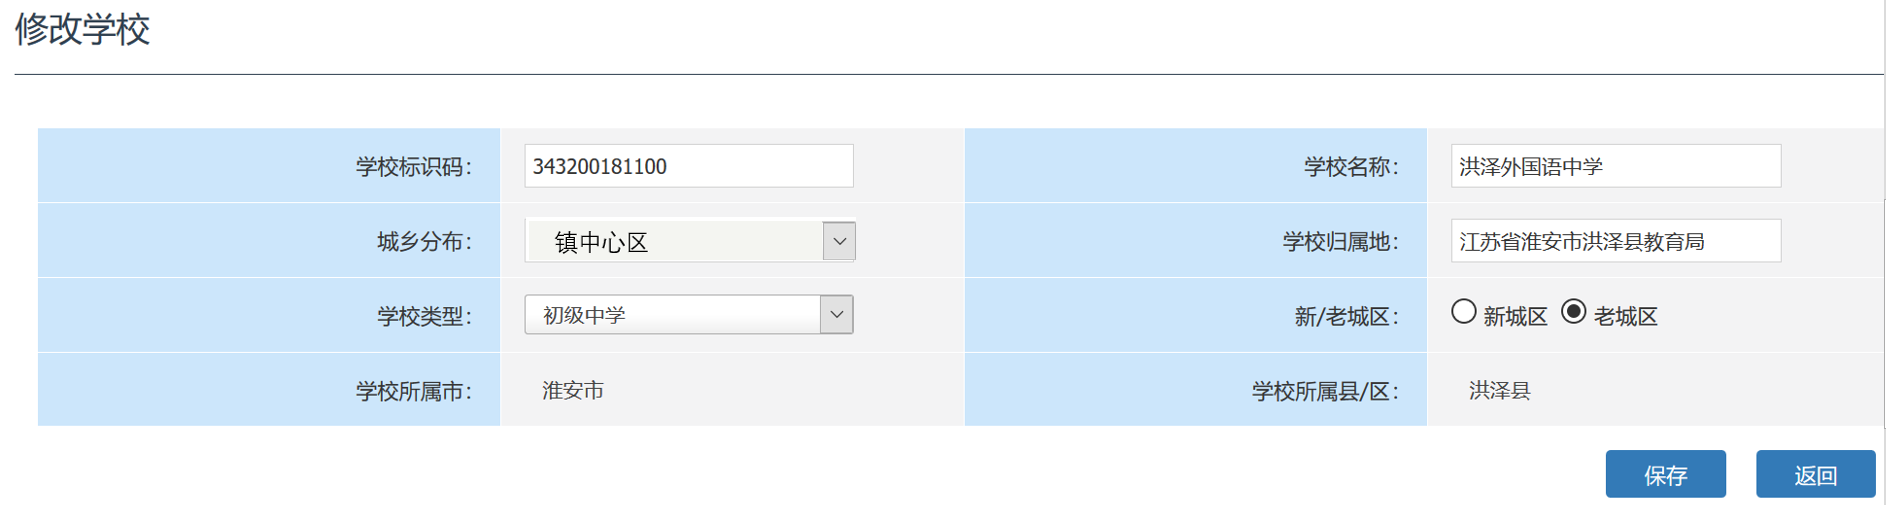 修改学校
学校标识码： 343200181100 学校名称： 洪泽外国语中学
城乡分布： 镇中心区 学校归属地： 江苏省淮安市洪泽县教育局
学校类型： 初级中学 新/老城区： 新城区 老城区
学校所属市： 淮安市 学校所属县/区： 洪泽县
保存 返回